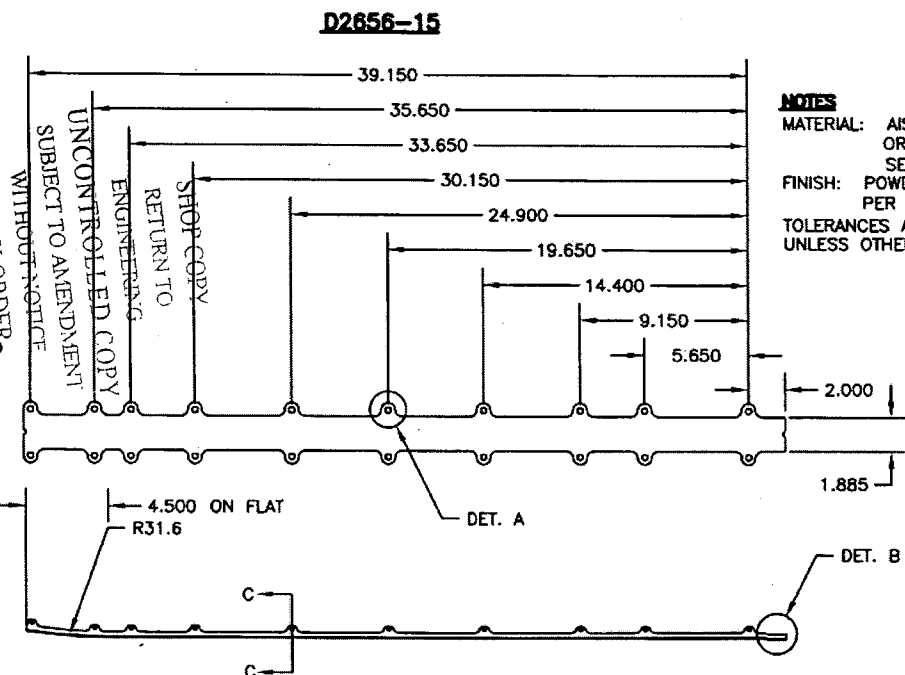 D2656-15
39.150
35.650
33.650
30.150
24.900
19.650
14.400
9.150
5.650
2.000
1.885
NOTES
MATERIAL:
OR
FINISH:
PER
TOLERANCES
UNLESS
SHOP COPY
RETURN TO
ENGINEERING
UNCONTROLLED COPY
SUBJECT TO AMENDMENT
WITHOUT NOTICE
4.500 ON FLAT
R31.6
DET. A
DET. B
C
C